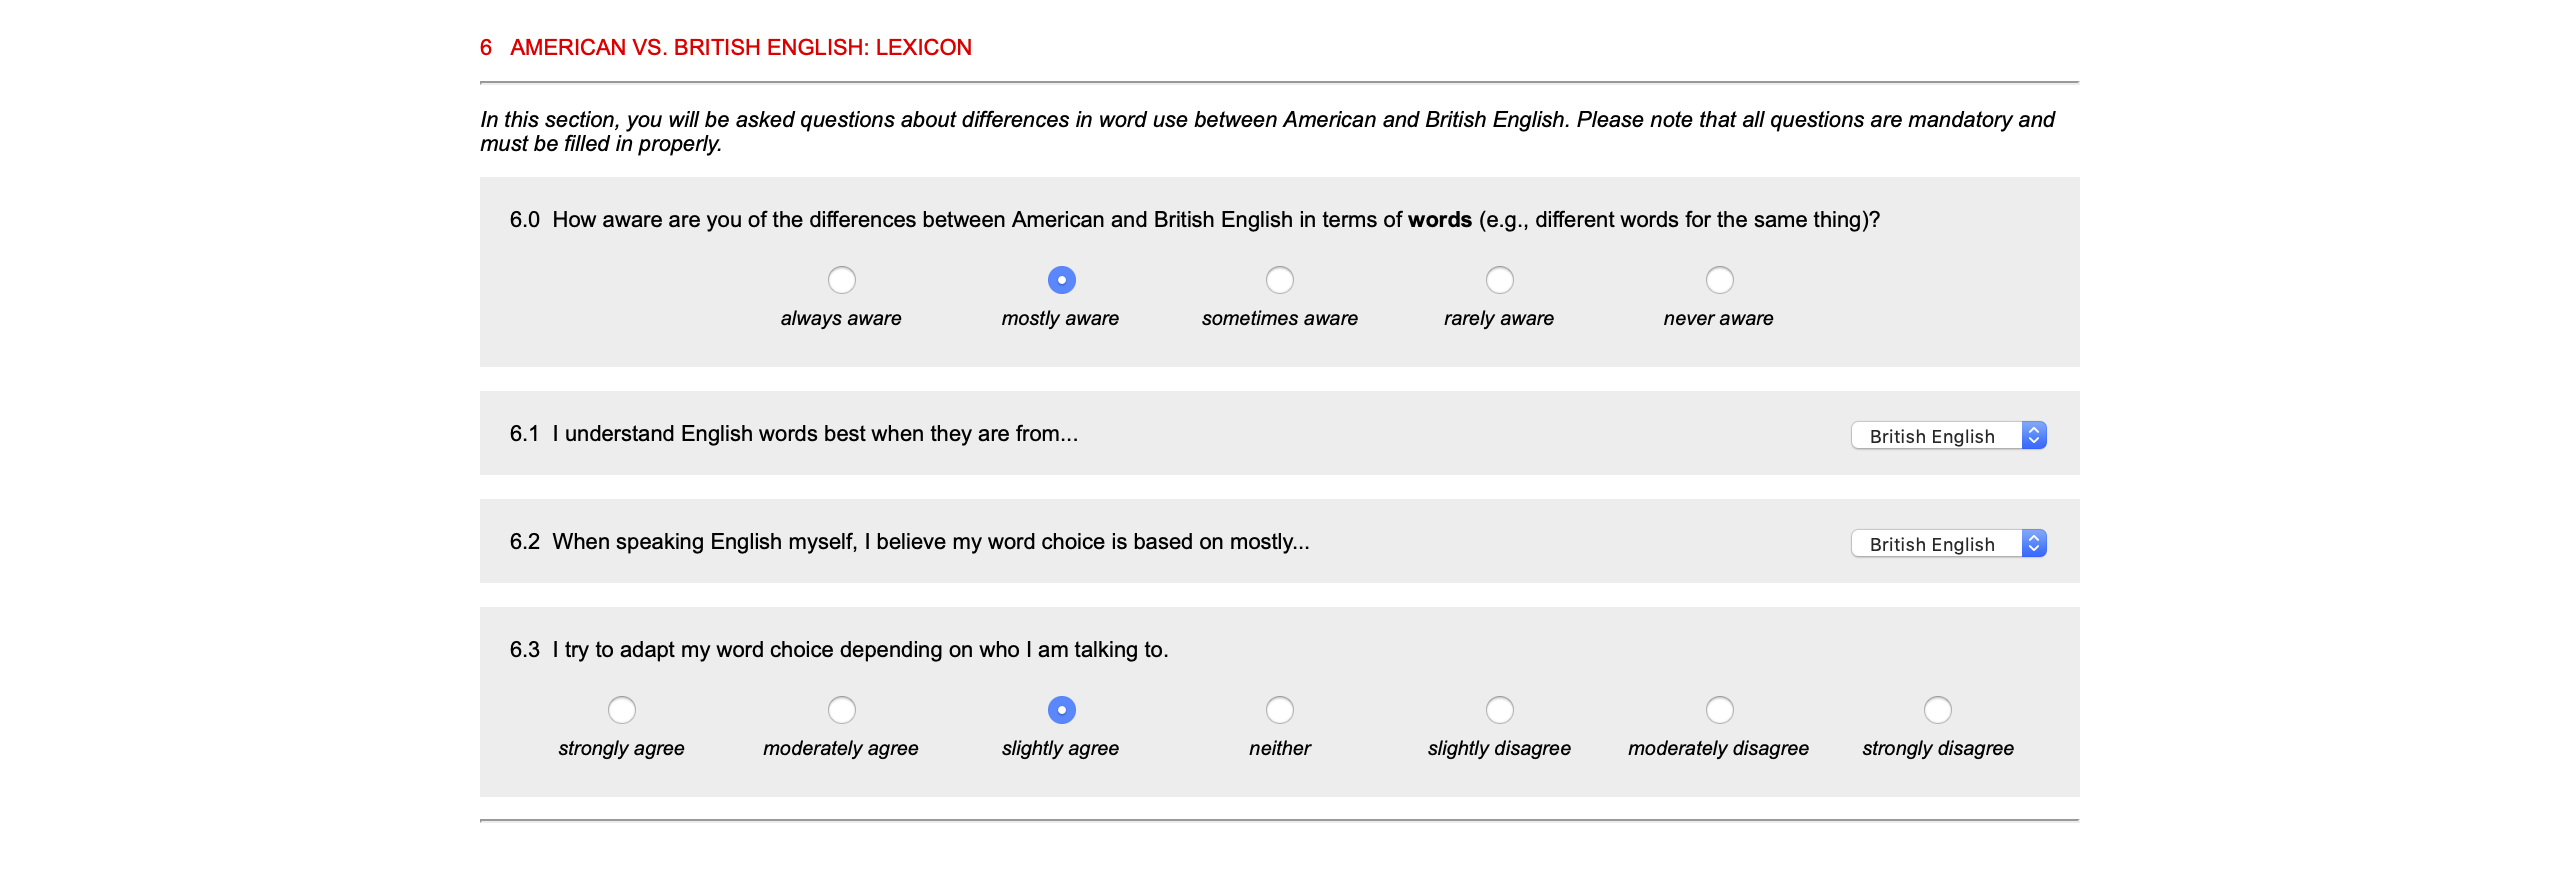 6 AMERICAN VS. BRITISH ENGLISH: LEXICON
In this section, you will be asked questions about differences in word use between American and British English. Please note that all questions are mandatory and
must be filled in properly.
6.0 How aware are you of the differences between American and British English in terms of words (e.g., different words for the same thing)?
always aware mostly aware sometimes aware rarely aware never aware
6.1 I understand English words best when they are from... British English
6.2 When speaking English myself, I believe my word choice is based on mostly... British English
6.3 I try to adapt my word choice depending on who I am talking to.
strongly agree moderately agree slightly agree neither slightly disagree moderately disagree strongly disagree